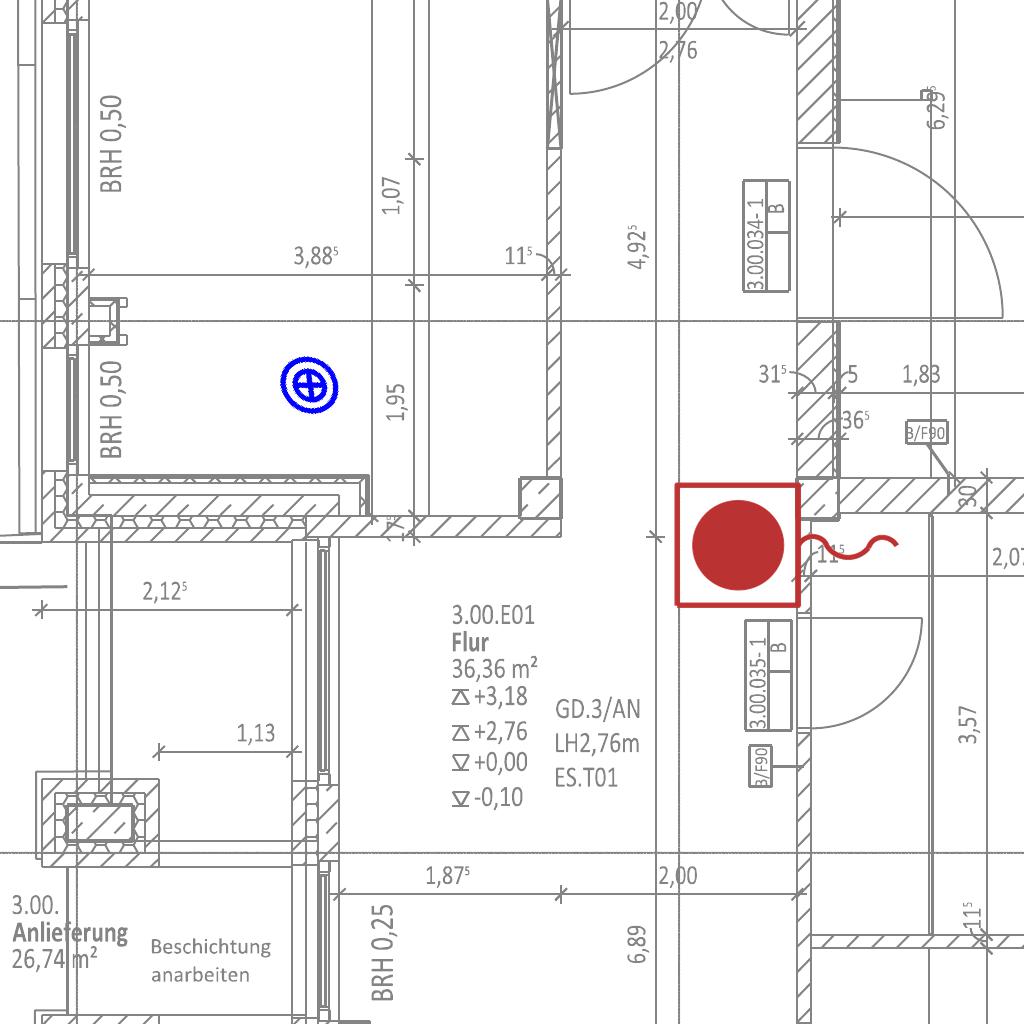 2,00
2,76
BRH 0,50
6,29⁵
1,07
3.00.034- 1
B
3,88⁵
11⁵
4,92⁵
31⁵
5
1,83
BRH 0,50
1,95
36⁵
B/F90
30
11⁵
2,07
2,12⁵
3.00.E01
Flur
36,36 m²
+3,18
+2,76
+0,00
-0,10
GD.3/AN
LH2,76m
ES.T01
3.00.035- 1
B
3,57
1,13
B/F90
1,87⁵
2,00
3.00.
Anlieferung
26,74 m²
Beschichtung
anarbeiten
BRH 0,25
6,89
11⁵